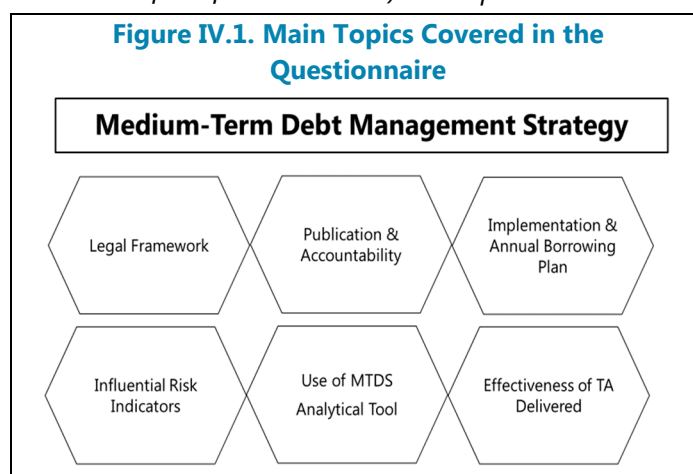 Figure IV.1. Main Topics Covered in the
Questionnaire
Medium-Term Debt Management Strategy
Legal Framework
Publication &
Accountability
Implementation &
Annual Borrowing
Plan
Influential Risk
Indicators
Use of MTDS
Analytical Tool
Effectiveness of TA
Delivered